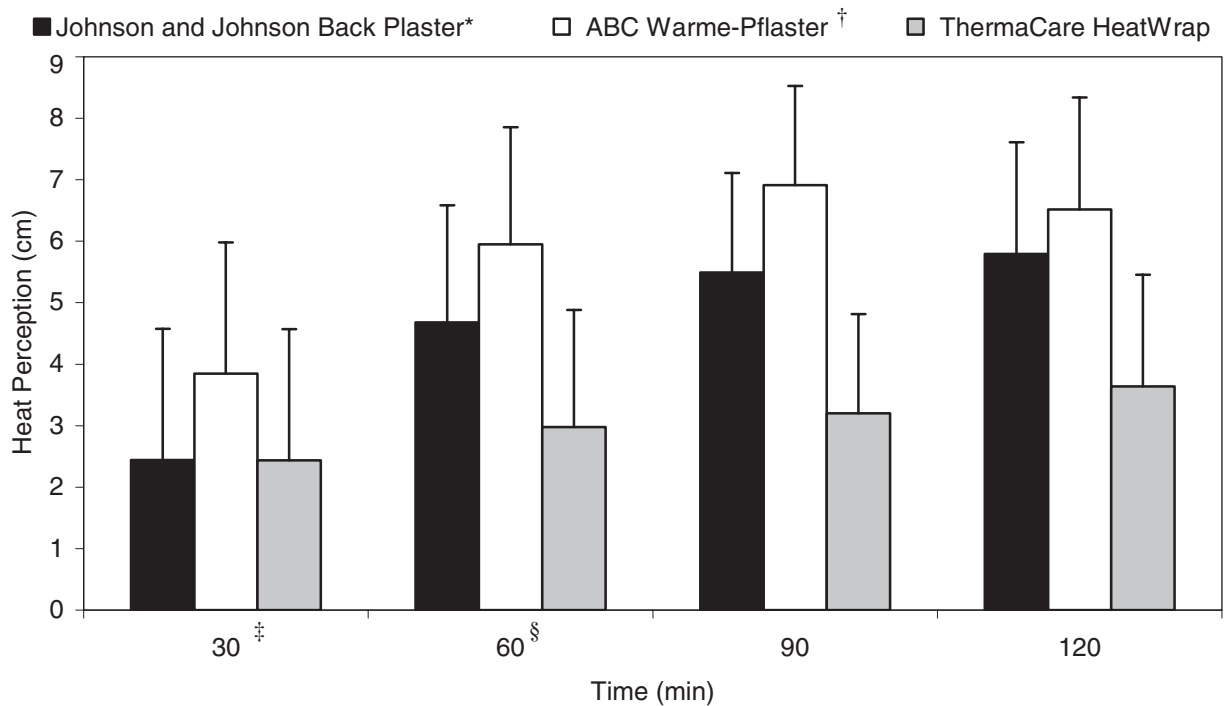 Johnson and Johnson Back Plaster* ABC Warme-Pflaster † ThermaCare HeatWrap
9
8
7
6
5
4
3
2
1
0
Heat Perception (cm)
30 ‡ 60 § 90 120
Time (min)